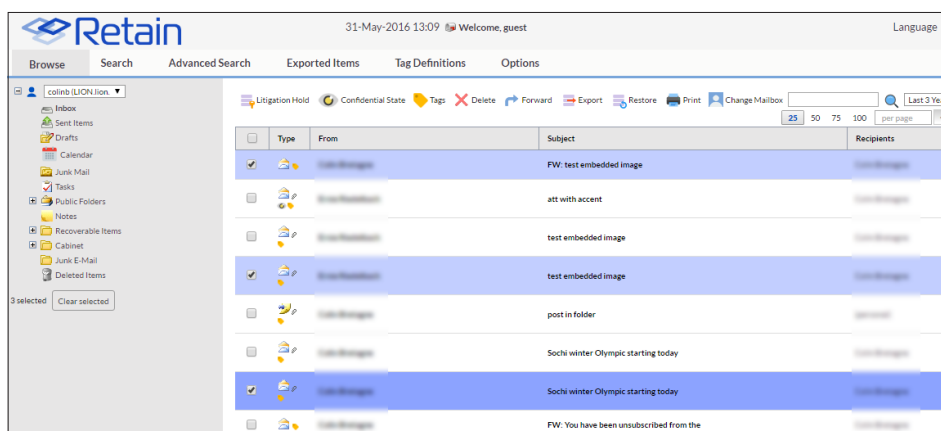 Retain
31-May-2016 13:09 Welcome, guest
Language
Browse Search Advanced Search Exported Items Tag Definitions Options
colinb (LION.lion.
Inbox
Sent Items
Drafts
Calendar
Junk Mail
Tasks
Public Folders
Notes
Recoverable Items
Cabinet
Junk E-Mail
Deleted Items
3 selected Clear selected
Litigation Hold Confidential State Tags Delete Forward Export Restore Print Change Mailbox Last 3 Ye
25 50 75 100 per page
Type From Subject Recipients
FW: test embedded image
att with accent
test embedded image
test embedded image
post in folder
Sochi winter Olympic starting today
Sochi winter Olympic starting today
FW: You have been unsubscribed from the